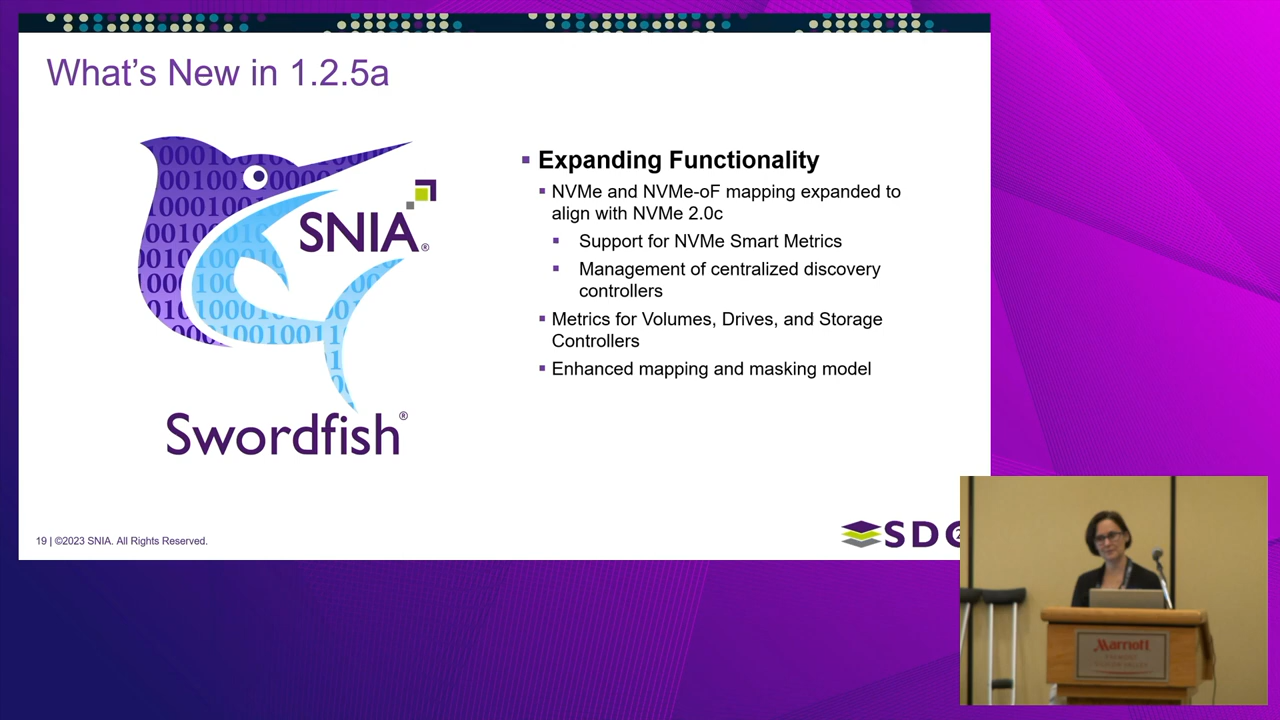 What's New in 1.2.5a
SNIA®
Swordfish®
Expanding Functionality
NVMe and NVMe-oF mapping expanded to
align with NVMe 2.0c
Support for NVMe Smart Metrics
Management of centralized discovery
controllers
Metrics for Volumes, Drives, and Storage
Controllers
Enhanced mapping and masking model
19 | ©2023 SNIA. All Rights Reserved.
SDC
Marriott